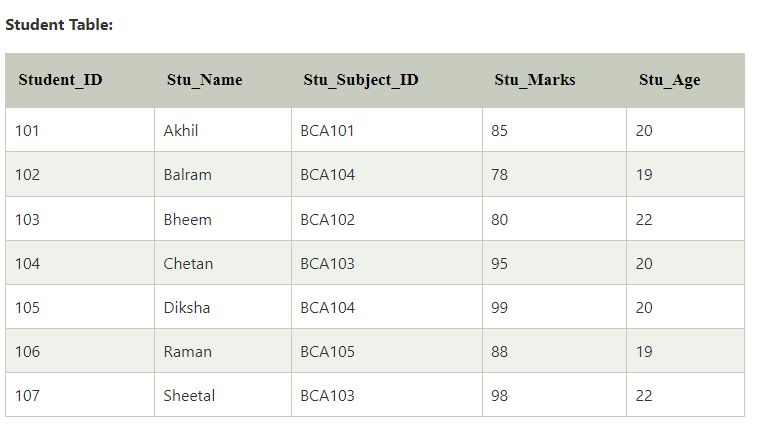 Student Table:
Student_ID Stu_Name Stu_Subject_ID Stu_Marks Stu_Age
101 Akhil BCA101 85 20
102 Balram BCA104 78 19
103 Bheem BCA102 80 22
104 Chetan BCA103 95 20
105 Diksha BCA104 99 20
106 Raman BCA105 88 19
107 Sheetal BCA103 98 22